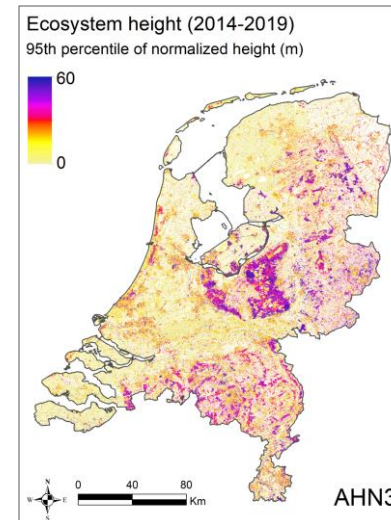 Ecosystem height (2014-2019)
95th percentile of normalized height (m)
60
0
N
W E
S
0 40 80
Km
AHN3